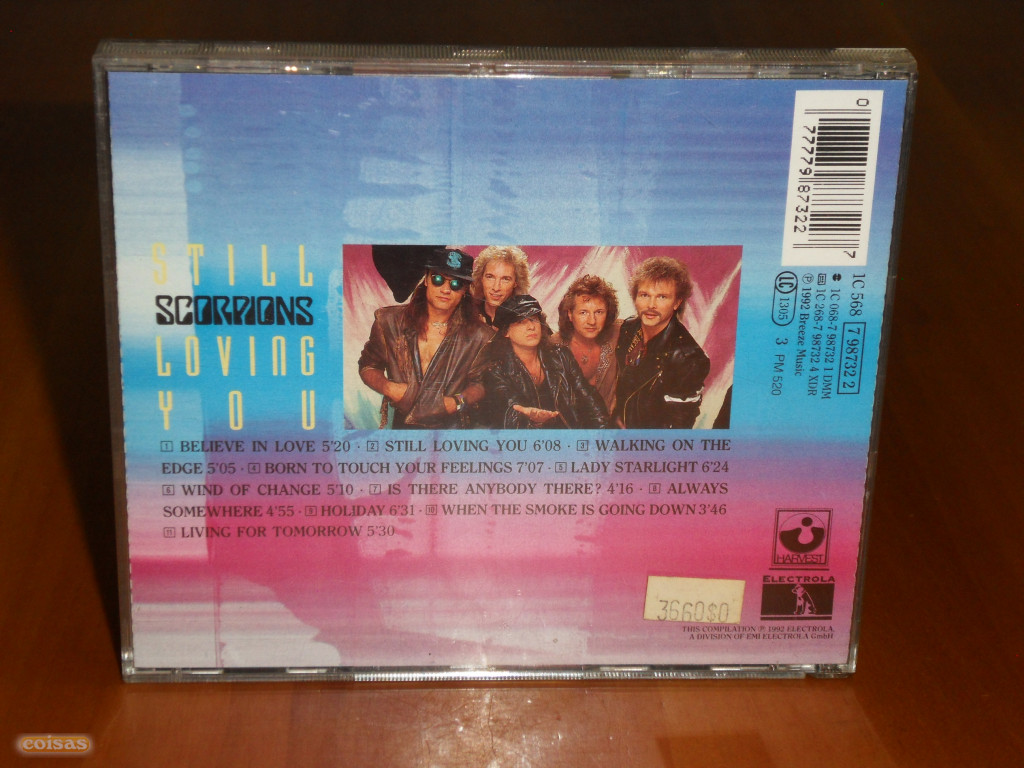 STILL
SCORPIONS
LOVING
YOU
1 BELIEVE IN LOVE 5'20 · 2 STILL LOVING YOU 6'08 · 3 WALKING ON THE
EDGE 5'05 · 4 BORN TO TOUCH YOUR FEELINGS 7'07 · 5 LADY STARLIGHT 6'24
6 WIND OF CHANGE 5'10 · 7 IS THERE ANYBODY THERE? 4'16 · 8 ALWAYS
SOMEWHERE 4'55 · 9 HOLIDAY 6'31 · 10 WHEN THE SMOKE IS GOING DOWN 3'46
11 LIVING FOR TOMORROW 5'30
0 77779 87322 7
1C 568 7 98732 2
1C 068-7 98732 1 DMM
1C 268-7 98732 4 XDR
℗ 1992 Breeze Music
LC 1305 3 PM 520
HARVEST
ELECTROLA
3660$0
THIS COMPILATION ℗ 1992 ELECTROLA,
A DIVISION OF EMI ELECTROLA GmbH
coisas